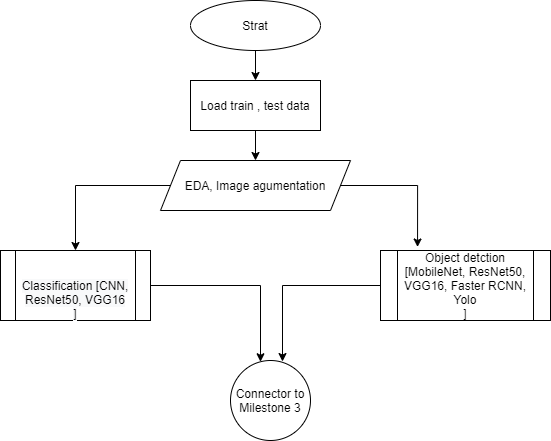 Strat
Load train , test data
EDA, Image agumentation
Classification [CNN,
ResNet50, VGG16
]
Object detction
[MobileNet, ResNet50,
VGG16, Faster RCNN,
Yolo
]
Connector to
Milestone 3